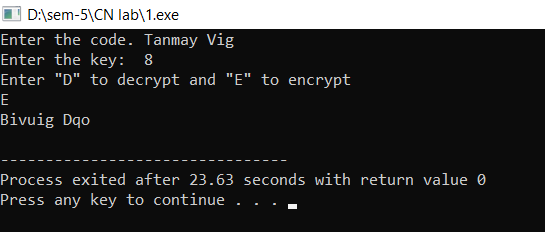 D:\sem-5\CN lab\1.exe
Enter the code. Tanmay Vig
Enter the key:  8
Enter "D" to decrypt and "E" to encrypt
E
Bivuig Dqo
--------------------------------
Process exited after 23.63 seconds with return value 0
Press any key to continue . . .